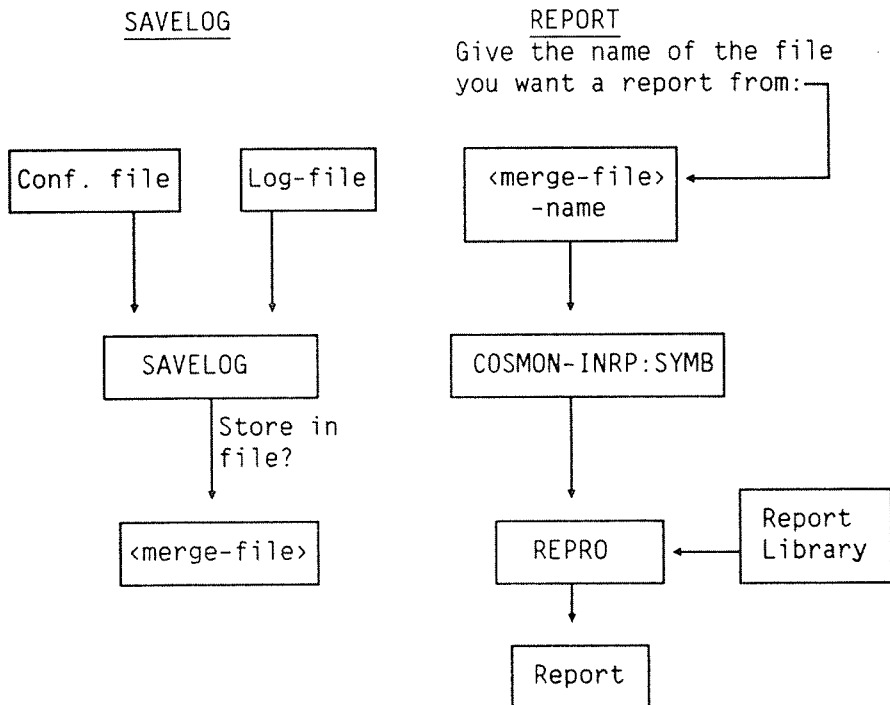 SAVELOG
Conf. file
Log-file
SAVELOG
Store in
file?
<merge-file>
REPORT
Give the name of the file
you want a report from:
<merge-file>
-name
COSMON-INRP:SYMB
REPRO
Report
Library
Report